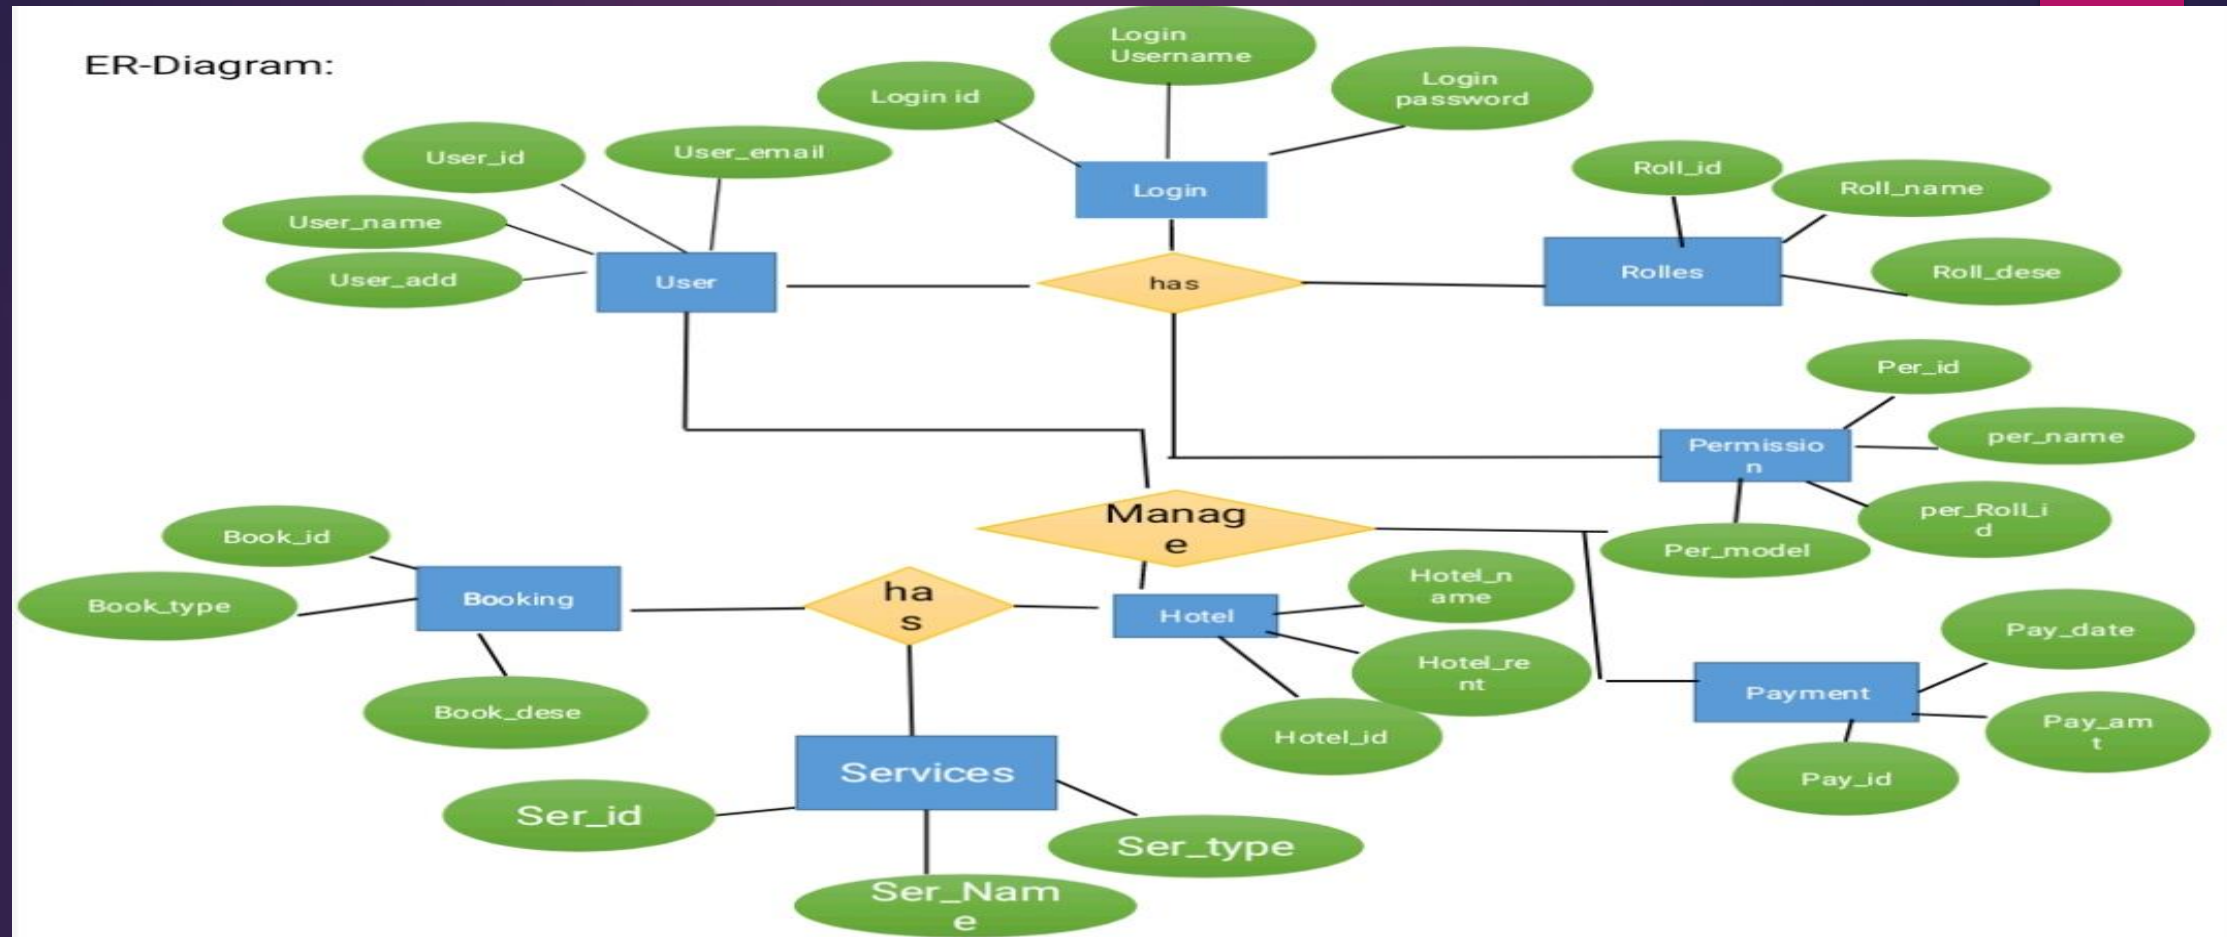 ER-Diagram:
Login
Username
Login id
Login
password
User_id
User_email
Roll_id
Roll_name
User_name
Login
User_add
User
has
Rolles
Roll_dese
Per_id
per_name
Permissio
n
per_Roll_i
d
Manag
e
Per_model
Book_id
Hotel_n
ame
Book_type
Booking
ha
s
Hotel
Pay_date
Hotel_re
nt
Payment
Book_dese
Hotel_id
Pay_am
t
Services
Pay_id
Ser_id
Ser_type
Ser_Nam
e